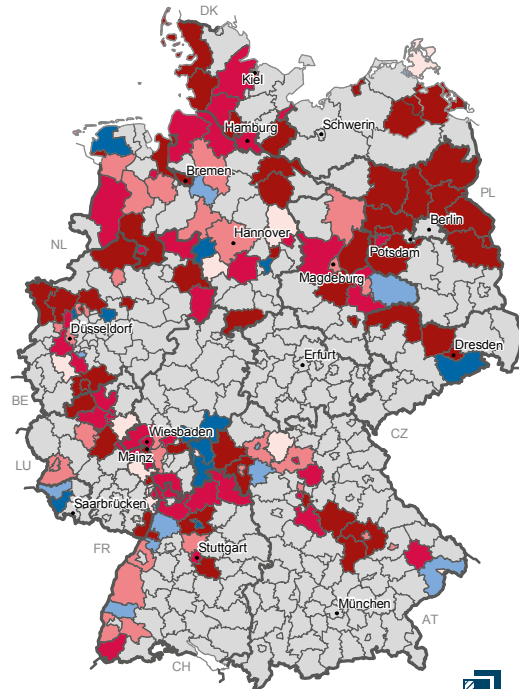 DK
Kiel
Hamburg
Schwerin
Bremen
PL
Berlin
Hannover
NL
Potsdam
Magdeburg
Düsseldorf
Dresden
Erfurt
BE
CZ
Wiesbaden
Mainz
LU
Saarbrücken
FR
Stuttgart
München
AT
CH